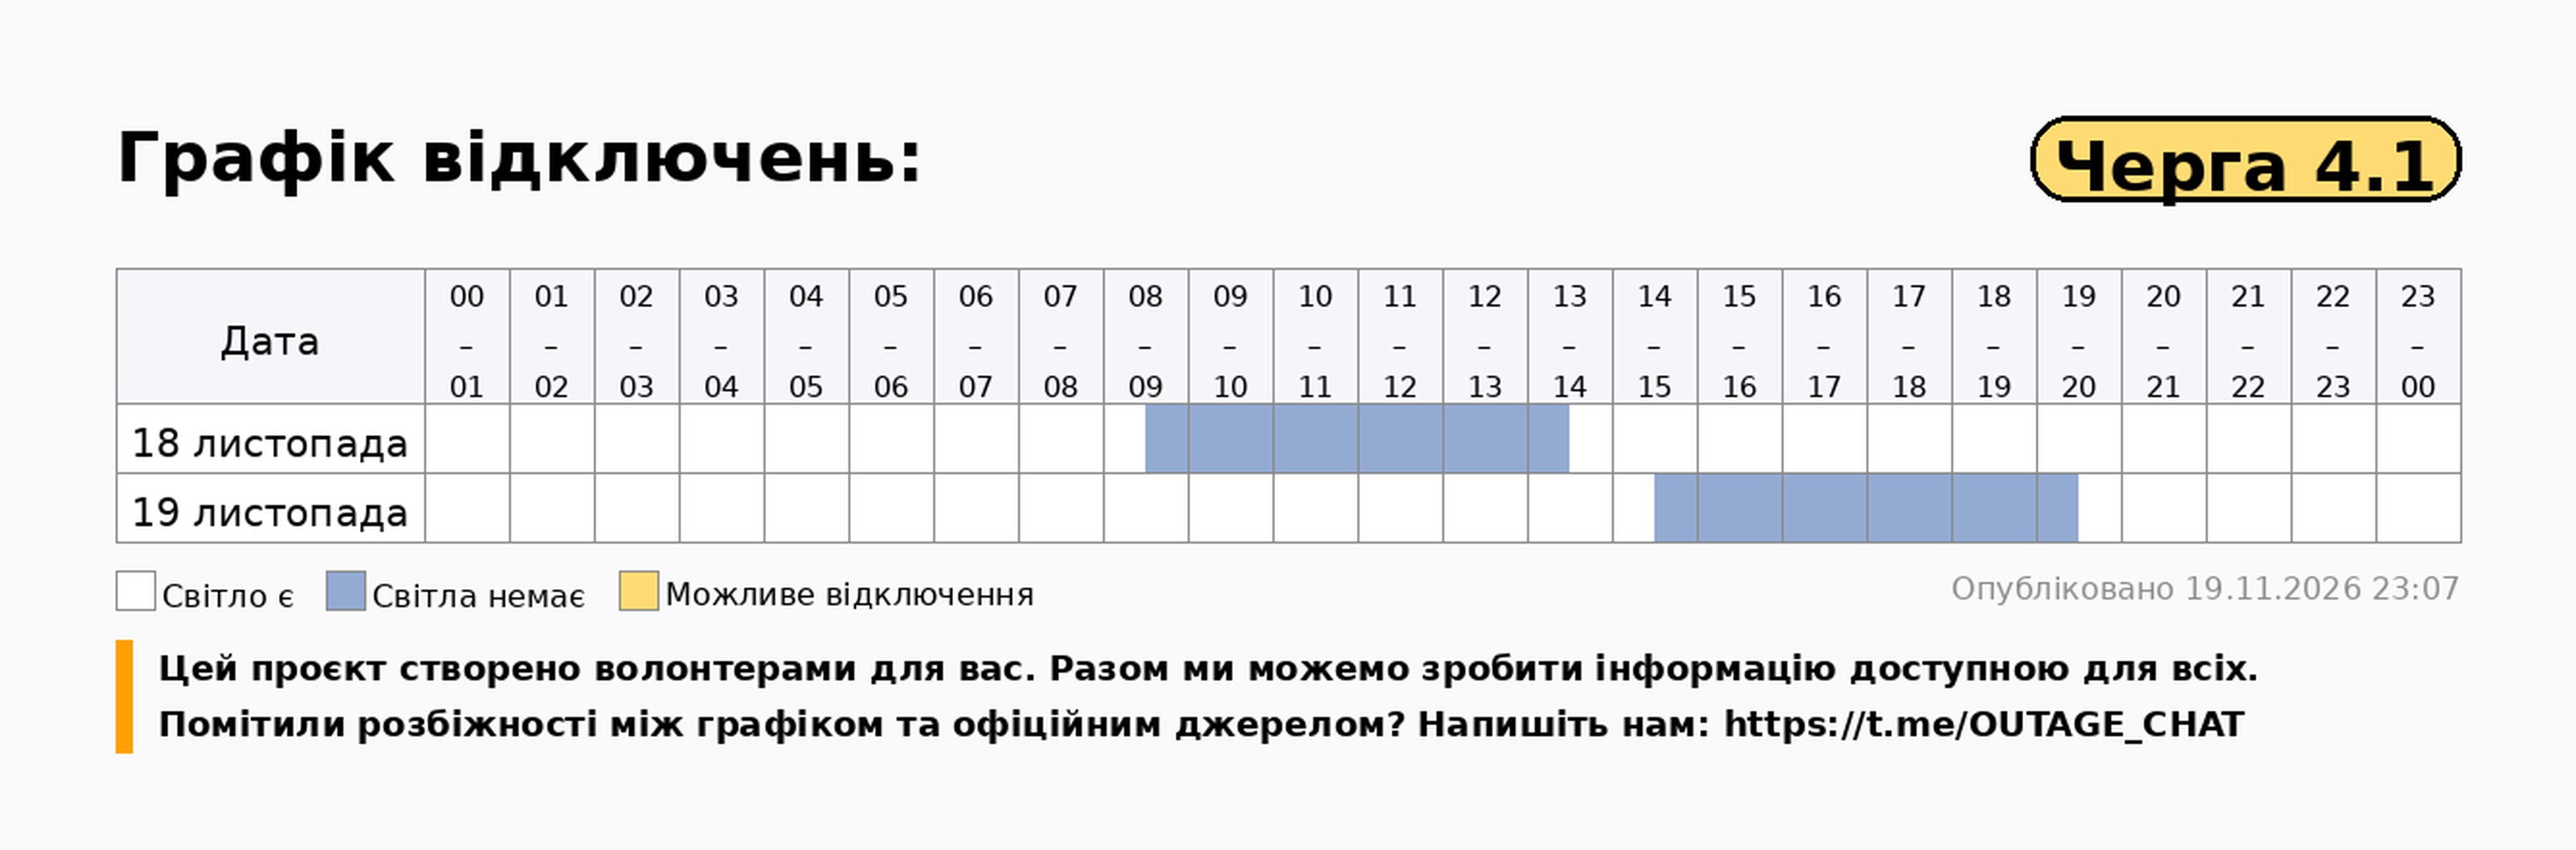 Графік відключень:
Черга 4.1
Дата
00 – 01
01 – 02
02 – 03
03 – 04
04 – 05
05 – 06
06 – 07
07 – 08
08 – 09
09 – 10
10 – 11
11 – 12
12 – 13
13 – 14
14 – 15
15 – 16
16 – 17
17 – 18
18 – 19
19 – 20
20 – 21
21 – 22
22 – 23
23 – 00
18 листопада
19 листопада
Світло є
Світла немає
Можливе відключення
Опубліковано 19.11.2026 23:07
Цей проєкт створено волонтерами для вас. Разом ми можемо зробити інформацію доступною для всіх.
Помітили розбіжності між графіком та офіційним джерелом? Напишіть нам: https://t.me/OUTAGE_CHAT